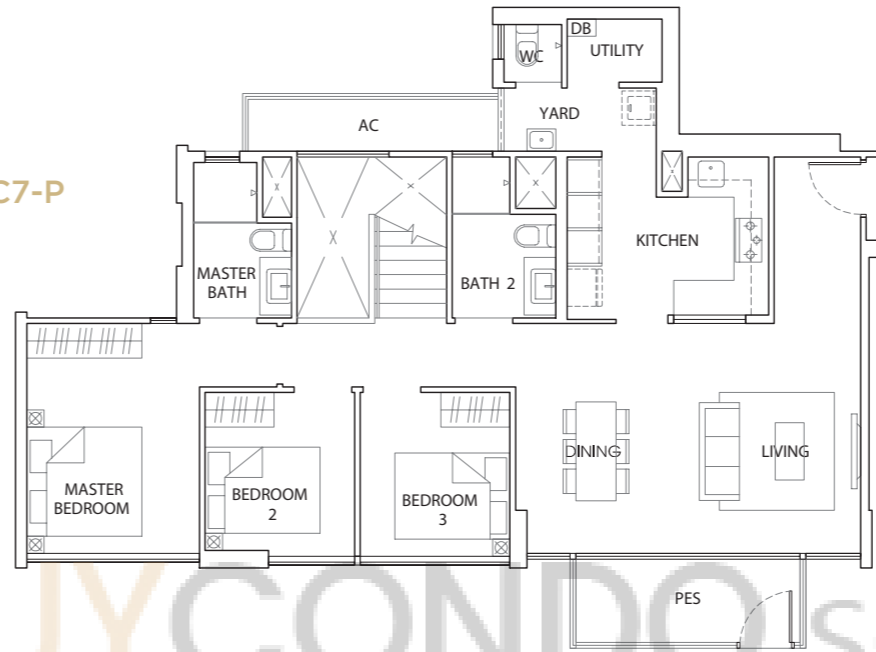 DB
WC
UTILITY
YARD
AC
C7-P
KITCHEN
MASTER
BATH
BATH 2
DINING
LIVING
MASTER
BEDROOM
BEDROOM
2
BEDROOM
3
PES
JYCONDO